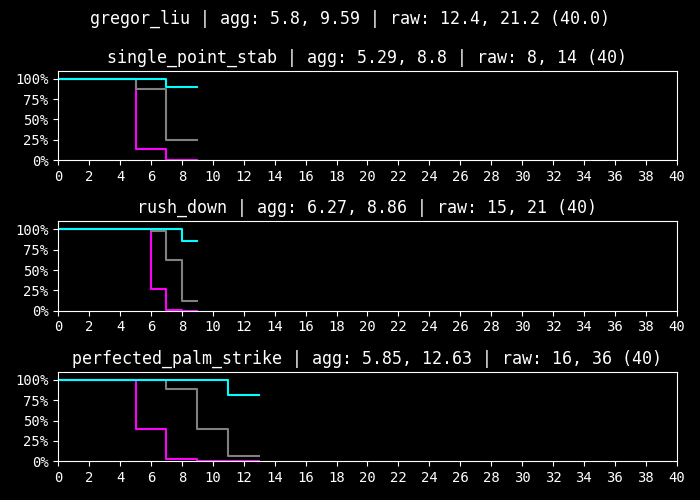 gregor_liu | agg: 5.8, 9.59 | raw: 12.4, 21.2 (40.0)
single_point_stab | agg: 5.29, 8.8 | raw: 8, 14 (40)
100%
75%
50%
25%
0%
0 2 4 6 8 10 12 14 16 18 20 22 24 26 28 30 32 34 36 38 40
rush_down | agg: 6.27, 8.86 | raw: 15, 21 (40)
100%
75%
50%
25%
0%
0 2 4 6 8 10 12 14 16 18 20 22 24 26 28 30 32 34 36 38 40
perfected_palm_strike | agg: 5.85, 12.63 | raw: 16, 36 (40)
100%
75%
50%
25%
0%
0 2 4 6 8 10 12 14 16 18 20 22 24 26 28 30 32 34 36 38 40